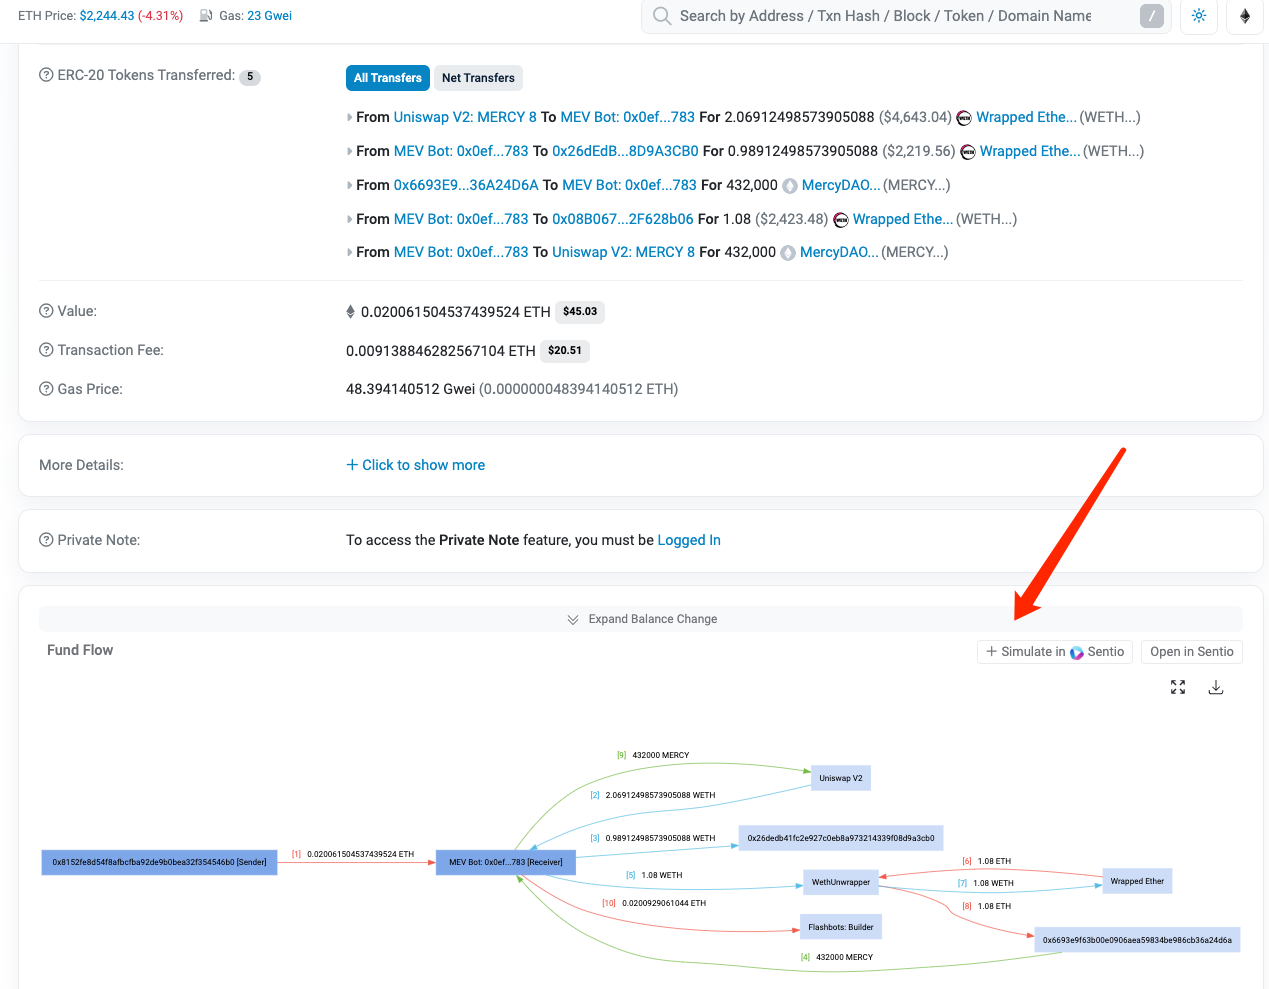 ETH Price: $2,244.43 (-4.31%) Gas: 23 Gwei
Search by Address / Txn Hash / Block / Token / Domain Name
/
ERC-20 Tokens Transferred: 5
All Transfers Net Transfers
From Uniswap V2: MERCY 8 To MEV Bot: 0x0ef...783 For 2.06912498573905088 ($4,643.04) Wrapped Ethe... (WETH...)
From MEV Bot: 0x0ef...783 To 0x26dEdB...8D9A3CB0 For 0.98912498573905088 ($2,219.56) Wrapped Ethe... (WETH...)
From 0x6693E9...36A24D6A To MEV Bot: 0x0ef...783 For 432,000 MercyDAO... (MERCY...)
From MEV Bot: 0x0ef...783 To 0x08B067...2F628b06 For 1.08 ($2,423.48) Wrapped Ethe... (WETH...)
From MEV Bot: 0x0ef...783 To Uniswap V2: MERCY 8 For 432,000 MercyDAO... (MERCY...)
Value: 0.020061504537439524 ETH $45.03
Transaction Fee: 0.009138846282567104 ETH $20.51
Gas Price: 48.394140512 Gwei (0.000000048394140512 ETH)
More Details: + Click to show more
Private Note: To access the Private Note feature, you must be Logged In
Expand Balance Change
Fund Flow
+ Simulate in Sentio Open in Sentio
[9] 432000 MERCY
Uniswap V2
[2] 2.06912498573905088 WETH
[3] 0.98912498573905088 WETH
0x26dedb41fc2e927c0eb8a973214339f08d9a3cb0
0x8152fe8d54f8afbcfba92de9b0bea32f354546b0 [Sender]
[1] 0.020061504537439524 ETH
MEV Bot: 0x0ef...783 [Receiver]
[6] 1.08 ETH
[5] 1.08 WETH
WethUnwrapper
[7] 1.08 WETH
Wrapped Ether
[10] 0.0200929061044 ETH
[8] 1.08 ETH
Flashbots: Builder
0x6693e9f63b00e0906aea59834be986cb36a24d6a
[4] 432000 MERCY